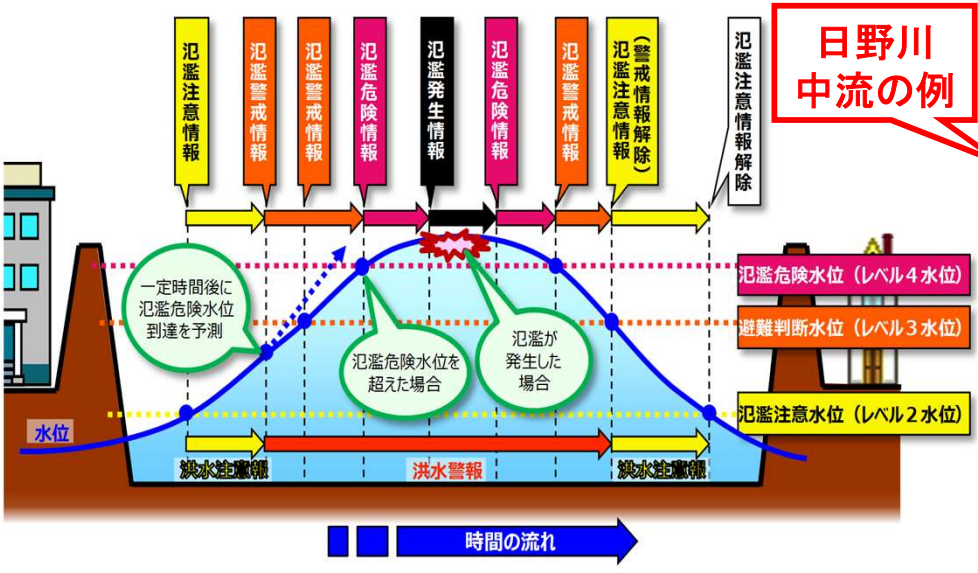 氾濫注意情報
氾濫警戒情報
氾濫警戒情報
氾濫危険情報
氾濫発生情報
氾濫危険情報
氾濫警戒情報
（警戒情報解除）
氾濫注意情報
氾濫注意情報解除
日野川
中流の例
一定時間後に
氾濫危険水位
到達を予測
氾濫危険水位を
超えた場合
氾濫が
発生した
場合
氾濫危険水位（レベル４水位）
避難判断水位（レベル３水位）
氾濫注意水位（レベル２水位）
水位
洪水注意報
洪水警報
洪水注意報
時間の流れ